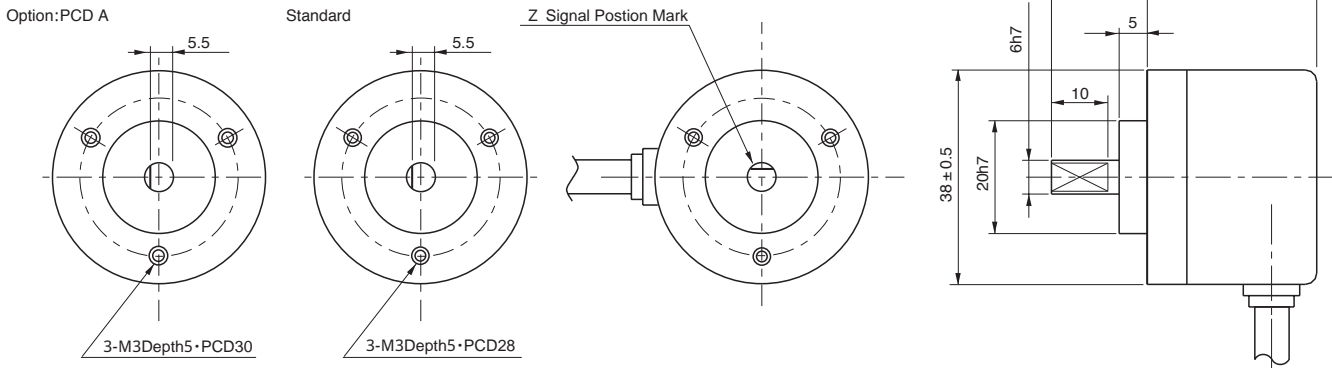 Option:PCD A
Standard
Z Signal Postion Mark
5.5
5.5
3-M3Depth5・PCD30
3-M3Depth5・PCD28
6h7
5
10
38±0.5
20h7